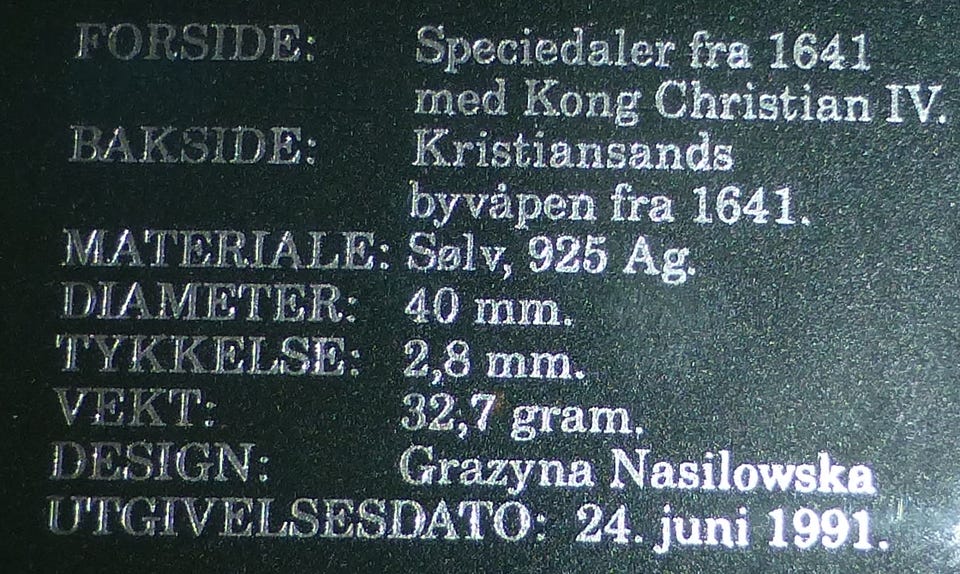 FORSIDE: Speciedaler fra 1641
med Kong Christian IV.
BAKSIDE: Kristiansands
byvåpen fra 1641.
MATERIALE: Sølv, 925 Ag.
DIAMETER: 40 mm.
TYKKELSE: 2,8 mm.
VEKT: 32,7 gram.
DESIGN: Grazyna Nasilowska
UTGIVELSESDATO: 24. juni 1991.